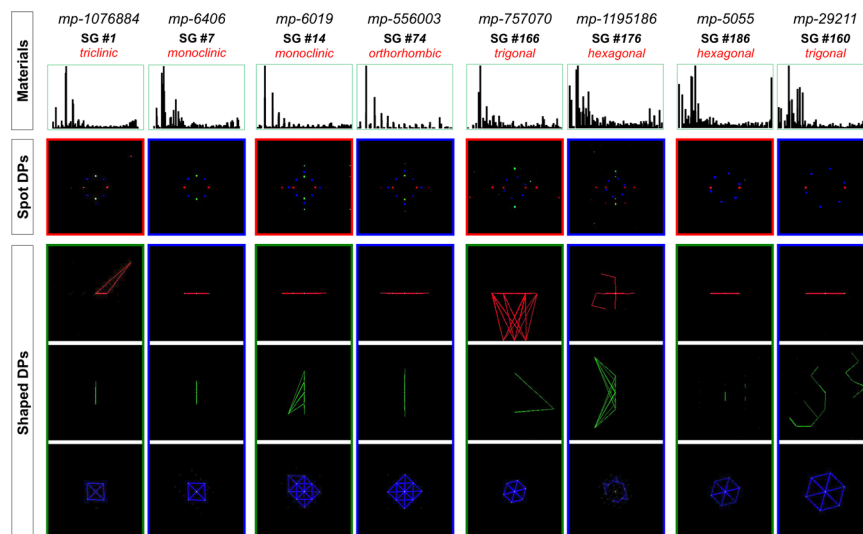 mp-1076884 mp-6406 mp-6019 mp-556003 mp-757070 mp-1195186 mp-5055 mp-29211
SG #1 SG #7 SG #14 SG #74 SG #166 SG #176 SG #186 SG #160
triclinic monoclinic monoclinic orthorhombic trigonal hexagonal hexagonal trigonal
Materials
Spot DPs
Shaped DPs